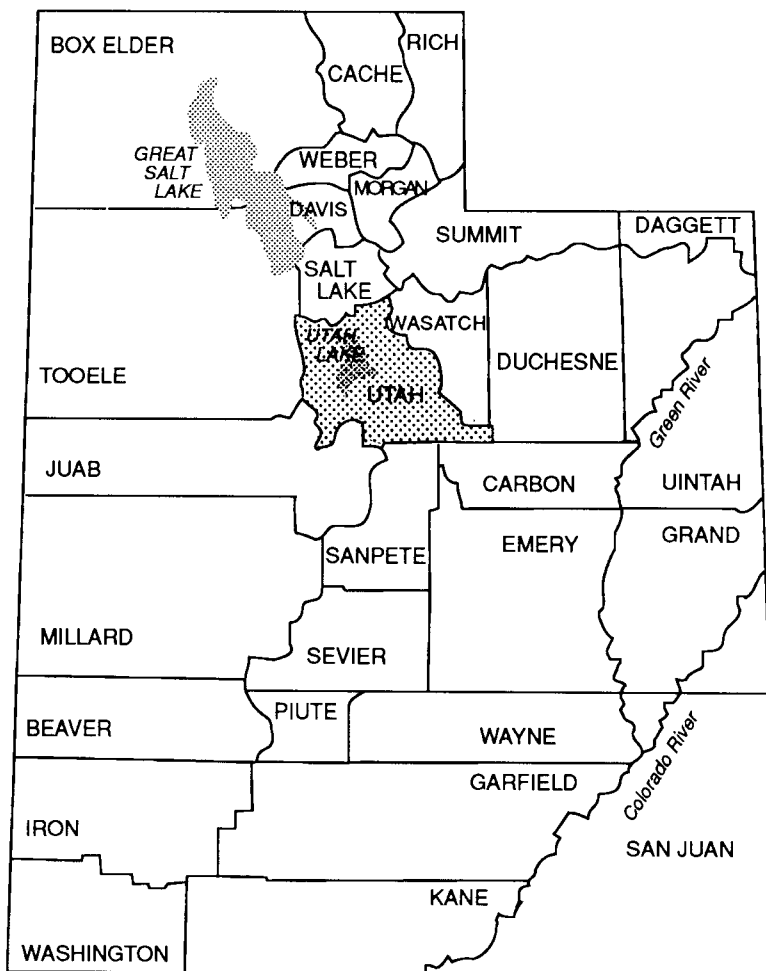 BOX ELDER
RICH
CACHE
GREAT
SALT
LAKE
WEBER
MORGAN
DAVIS
SUMMIT
DAGGETT
SALT
LAKE
WASATCH
UTAH
LAKE
TOOELE
UTAH
DUCHESNE
Green River
JUAB
CARBON
UINTAH
SANPETE
EMERY
GRAND
MILLARD
SEVIER
PIUTE
BEAVER
WAYNE
Colorado River
GARFIELD
IRON
SAN JUAN
KANE
WASHINGTON